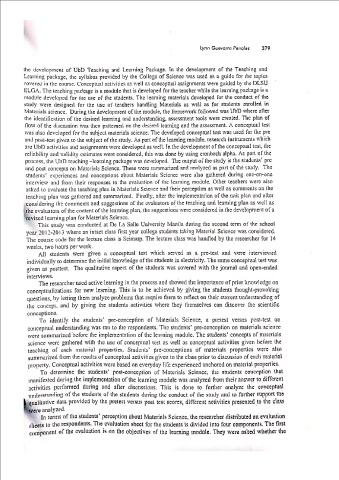 Lynn Guevarra Perales 279
the development of UbD Teaching and Learning Package. In the development of the Teaching and
Learning package, the syllabus provided by the College of Science was used as a guide for the topics
covered in the course. Conceptual activities as well as conceptual assignments were guided by the DLSU
ELGA. The teaching package is a module that is developed for the teacher while the learning package is a
module developed for the use of the students. The learning materials developed for the conduct of the
study were designed for the use of teachers handling Materials as well as for students enrolled in
Materials science. During the development of the module, the framework followed was UbD where after
the identification of the desired learning and understanding, assessment tools were created. The plan of
flow of the discussion was then patterned on the desired learning and the assessment. A conceptual test
was also developed for the subject materials science. The developed conceptual test was used for the pre
and post-test given to the subject of the study. As part of the learning module, research instruments which
are UbD activities and assignments were developed as well. In the development of the conceptual test, the
reliability and validity estimates were considered, this was done by using cronbach alpha. As part of the
process, the UbD teaching -learning package was developed. The output of the study is the students' pre
and post concepts on Materials Science. These were summarized and analyzed as part of the study. The
students' experiences and conceptions about Materials Science were also gathered during one-on-one
interview and from their responses in the evaluation of the learning module. Other teachers were also
asked to evaluate the teaching plan in Materials Science and their perception as well as comments on the
teaching plan was gathered and summarized. Finally, after the implementation of the task plan and after
considering the comments and suggestions of the evaluators of the teaching and learning plan as well as
the evaluation of the content of the learning plan, the suggestions were considered in the development of a
revised learning plan for Materials Science.
This study was conducted at De La Salle University Manila during the second term of the school
year 2012-2013 where an intact class first year college students taking Material Science was considered.
The course code for the lecture class is Scimatp. The lecture class was handled by the researcher for 14
weeks, two hours per week.
All students were given a conceptual test which served as a pre-test and were interviewed
individually to determine the initial knowledge of the students in electricity. The same conceptual test was
given as posttest. The qualitative aspect of the students was covered with the journal and open-ended
interviews.
The researcher used active learning in the process and showed the importance of prior knowledge on
conceptualizations for new learning. This is to be achieved by giving the students thought-provoking
questions, by letting them analyze problems that require them to reflect on their current understanding of
the concept, and by giving the students activities where they themselves can discover the scientific
conceptions.
To identify the students' pre-conception of Materials Science, a pretest versus post-test on
conceptual understanding was ran to the respondents. The students' pre-conception on materials science
were summarized before the implementation of the learning module. The students' concepts of materials
science were gathered with the use of conceptual test as well as conceptual activities given before the
teaching of each material properties. Students' pre-conceptions of materials properties were also
summarized from the results of conceptual activities given to the class prior to discussion of each material
property. Conceptual activities were based on everyday life experienced anchored on material properties.
To determine the students' post-conception of Materials Science, the students conception that
manifested during the implementation of the learning module was analyzed from their answer to different
activities performed during and after discussions. This is done to further analyze the conceptual
understanding of the students of the students during the conduct of the study and to further support the
qualitative data provided by the pretest versus post test scores, different activities presented to the class
were analyzed.
In terms of the students' perception about Materials Science, the researcher distributed an evaluation
sheets to the respondents. The evaluation sheet for the students is divided into four components. The first
component of the evaluation is on the objectives of the learning module. They were asked whether the